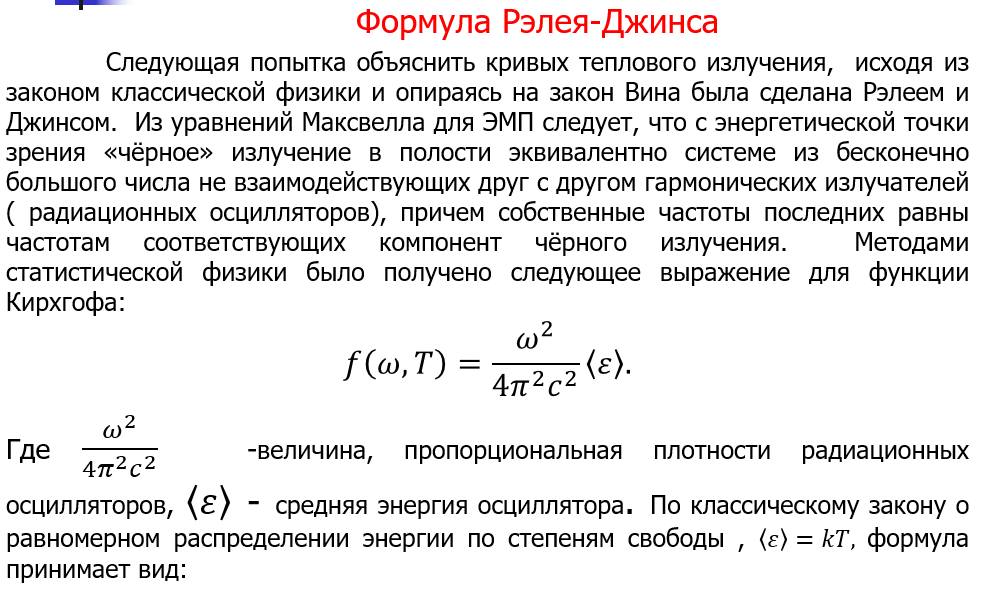 Формула Рэлея-Джинса
Следующая попытка объяснить кривых теплового излучения, исходя из
законом классической физики и опираясь на закон Вина была сделана Рэлеем и
Джинсом. Из уравнений Максвелла для ЭМП следует, что с энергетической точки
зрения «чёрное» излучение в полости эквивалентно системе из бесконечно
большого числа не взаимодействующих друг с другом гармонических излучателей
( радиационных осцилляторов), причем собственные частоты последних равны
частотам соответствующих компонент чёрного излучения. Методами
статистической физики было получено следующее выражение для функции
Кирхгофа:
f(ω, T) = ω²/4π²c² ⟨ε⟩.
Где ω²/4π²c² -величина, пропорциональная плотности радиационных
осцилляторов, ⟨ε⟩ - средняя энергия осциллятора. По классическому закону о
равномерном распределении энергии по степеням свободы , ⟨ε⟩ = kT, формула
принимает вид: